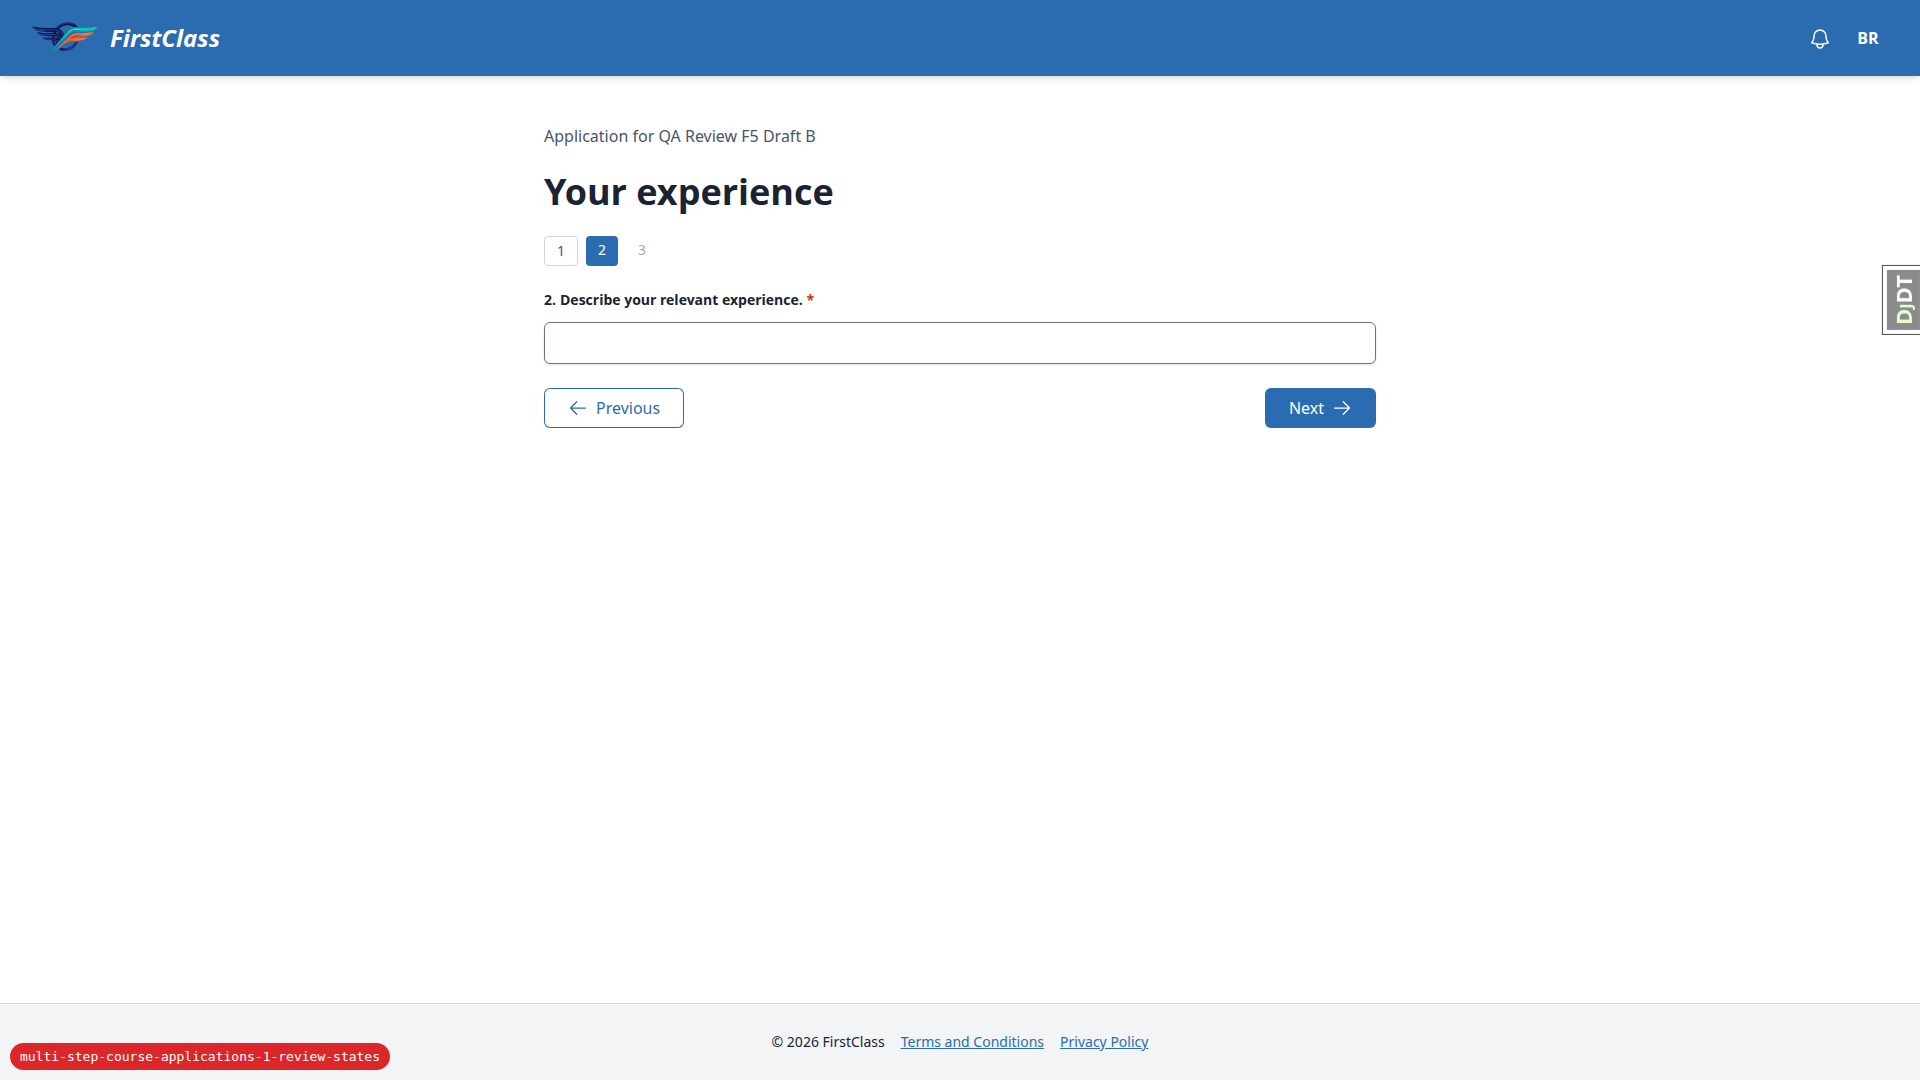 FirstClass
BR
Application for QA Review F5 Draft B
Your experience
1 2 3
2. Describe your relevant experience. *
Previous
Next
DJDT
© 2026 FirstClass Terms and Conditions Privacy Policy
multi-step-course-applications-1-review-states